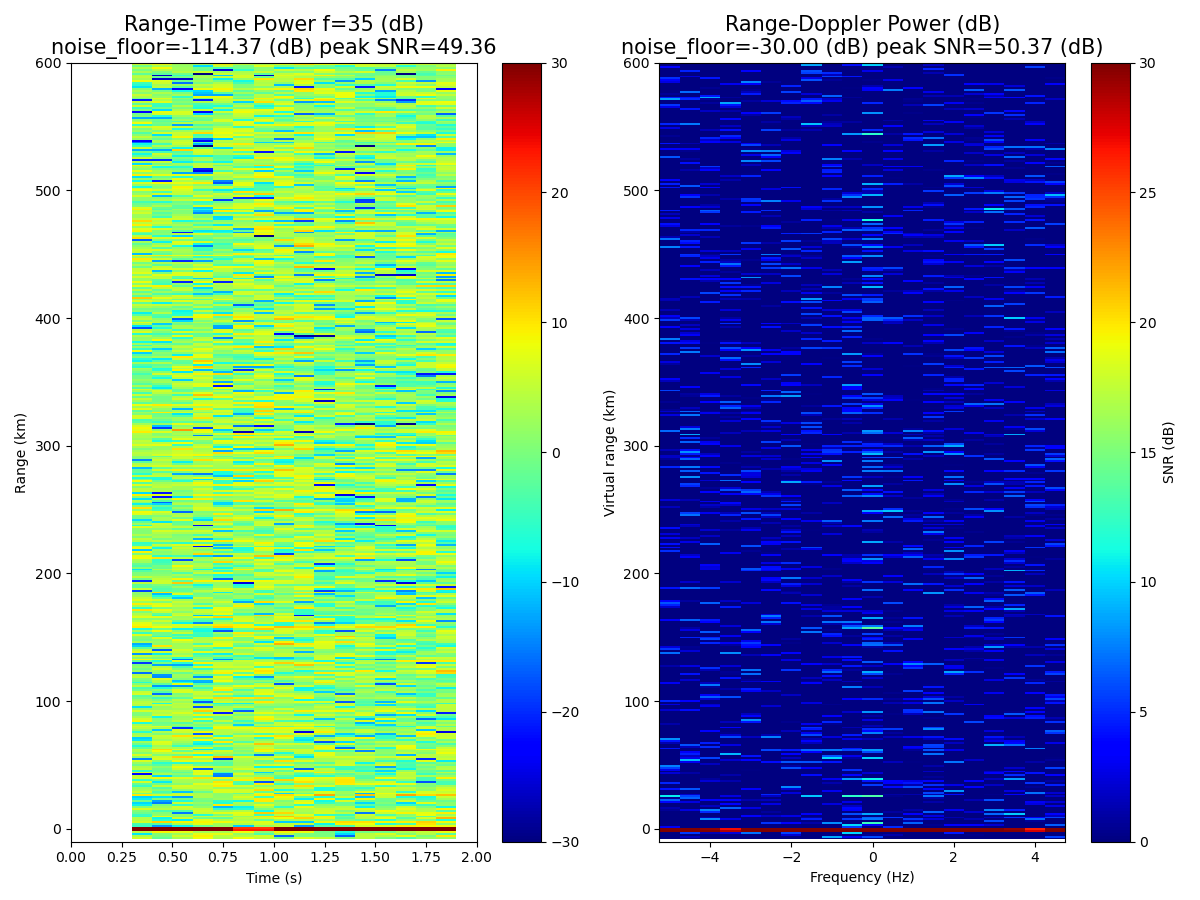 Range-Time Power f=35 (dB)
noise_floor=-114.37 (dB) peak SNR=49.36
Range-Doppler Power (dB)
noise_floor=-30.00 (dB) peak SNR=50.37 (dB)
600
500
400
300
200
100
0
Range (km)
0.00 0.25 0.50 0.75 1.00 1.25 1.50 1.75 2.00
Time (s)
30
20
10
0
−10
−20
−30
600
500
400
300
200
100
0
Virtual range (km)
−4 −2 0 2 4
Frequency (Hz)
30
25
20
15
10
5
0
SNR (dB)